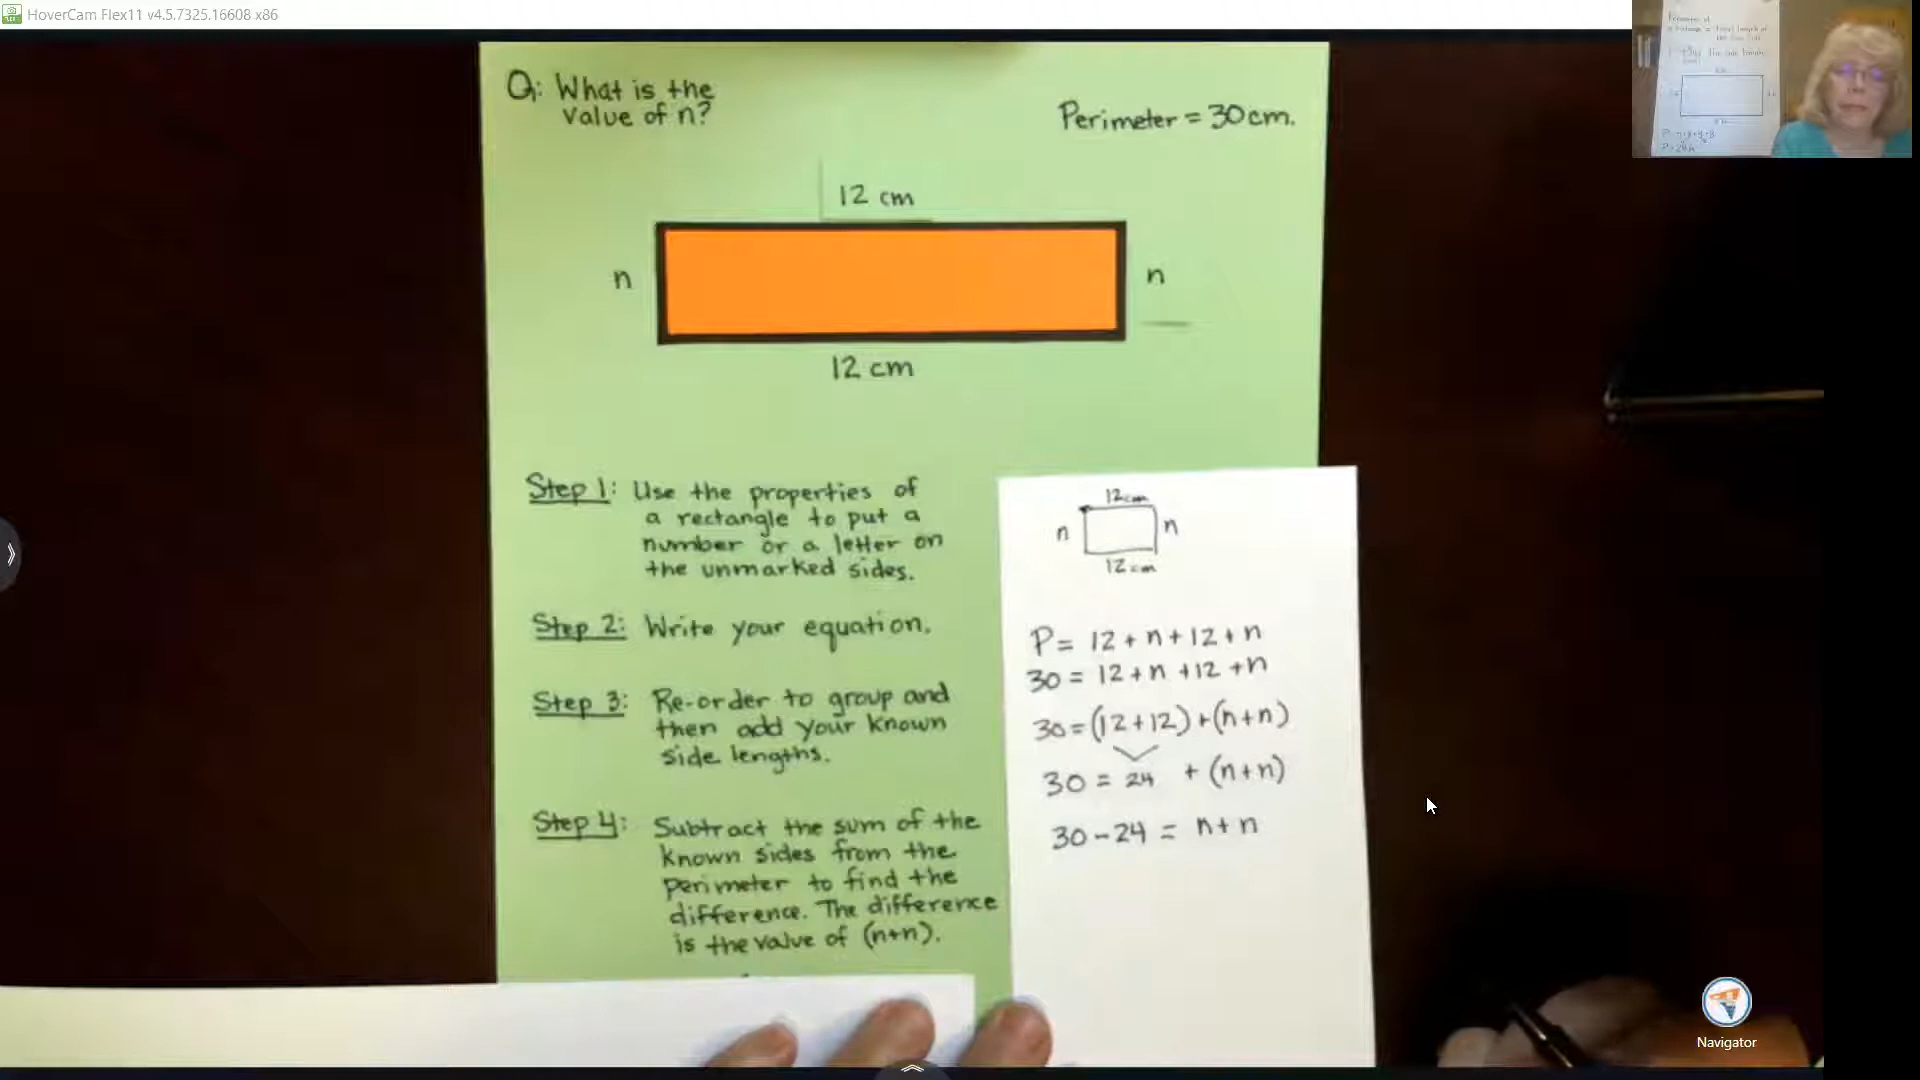 HoverCam Flex11 v4.5.7325.16608 x86
Q: What is the
value of n?
Perimeter = 30 cm.
12 cm
n
n
12 cm
Step 1: Use the properties of
a rectangle to put a
number or a letter on
the unmarked sides.
Step 2: Write your equation.
Step 3: Re-order to group and
then add your known
side lengths.
Step 4: Subtract the sum of the
known sides from the
perimeter to find the
difference. The difference
is the value of (n+n).
12cm
n
n
12 cm
P = 12 + n + 12 + n
30 = 12 + n + 12 + n
30 = (12 + 12) + (n + n)
30 = 24 + (n + n)
30 - 24 = n + n
Navigator